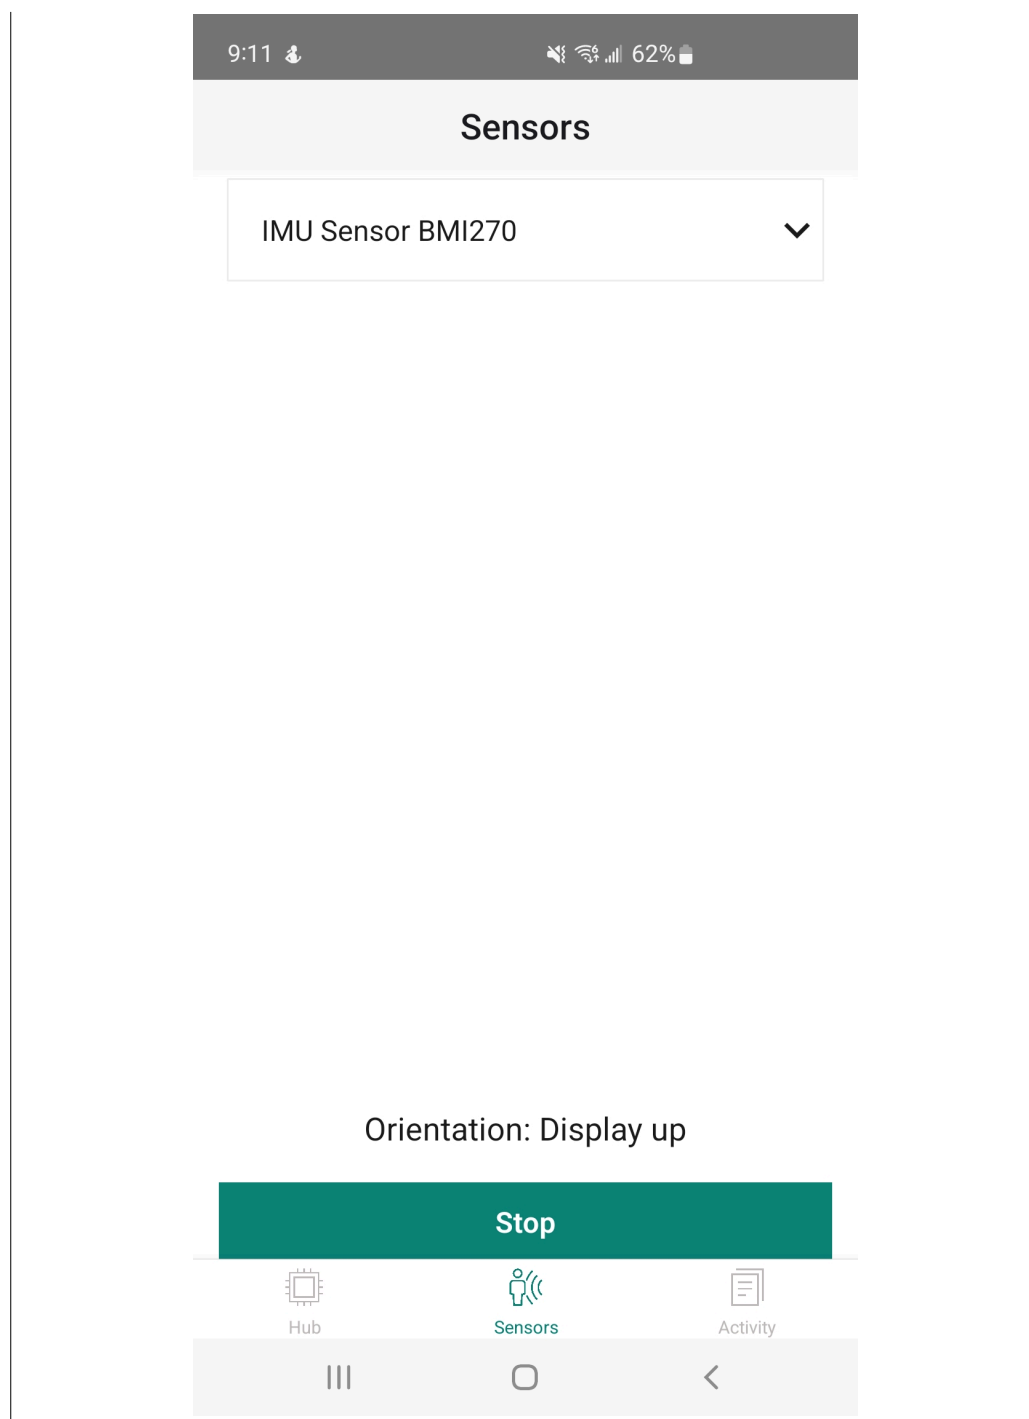 9:11 62%
Sensors
IMU Sensor BMI270
Orientation: Display up
Stop
Hub Sensors Activity